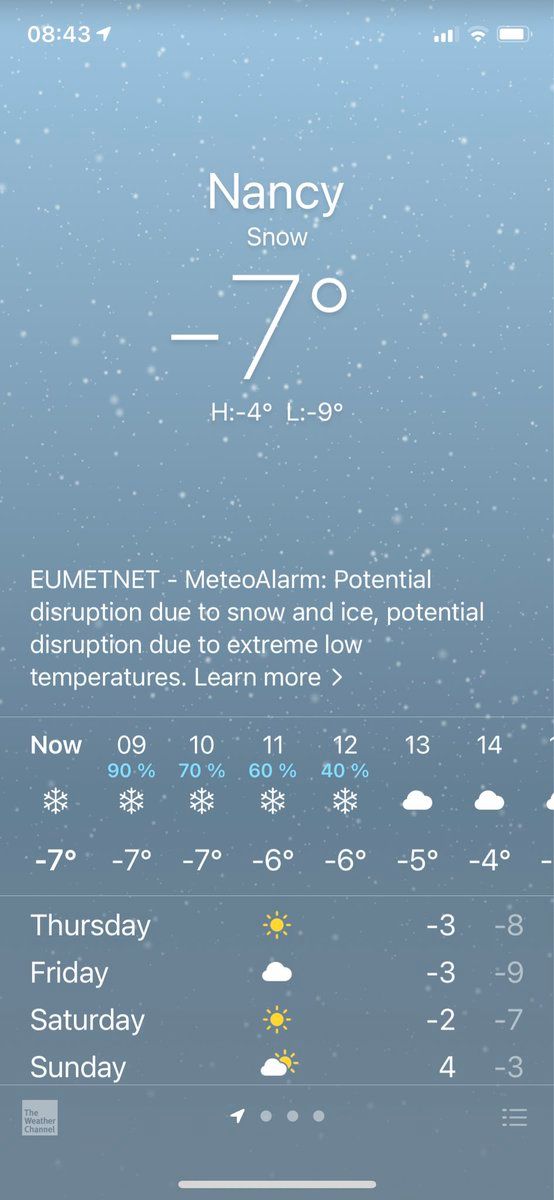 08:43
Nancy
Snow
-7°
H:-4° L:-9°
EUMETNET - MeteoAlarm: Potential
disruption due to snow and ice, potential
disruption due to extreme low
temperatures. Learn more >
Now 09 10 11 12 13 14
90 % 70 % 60 % 40 %
-7° -7° -7° -6° -6° -5° -4°
Thursday -3 -8
Friday -3 -9
Saturday -2 -7
Sunday 4 -3
The
Weather
Channel